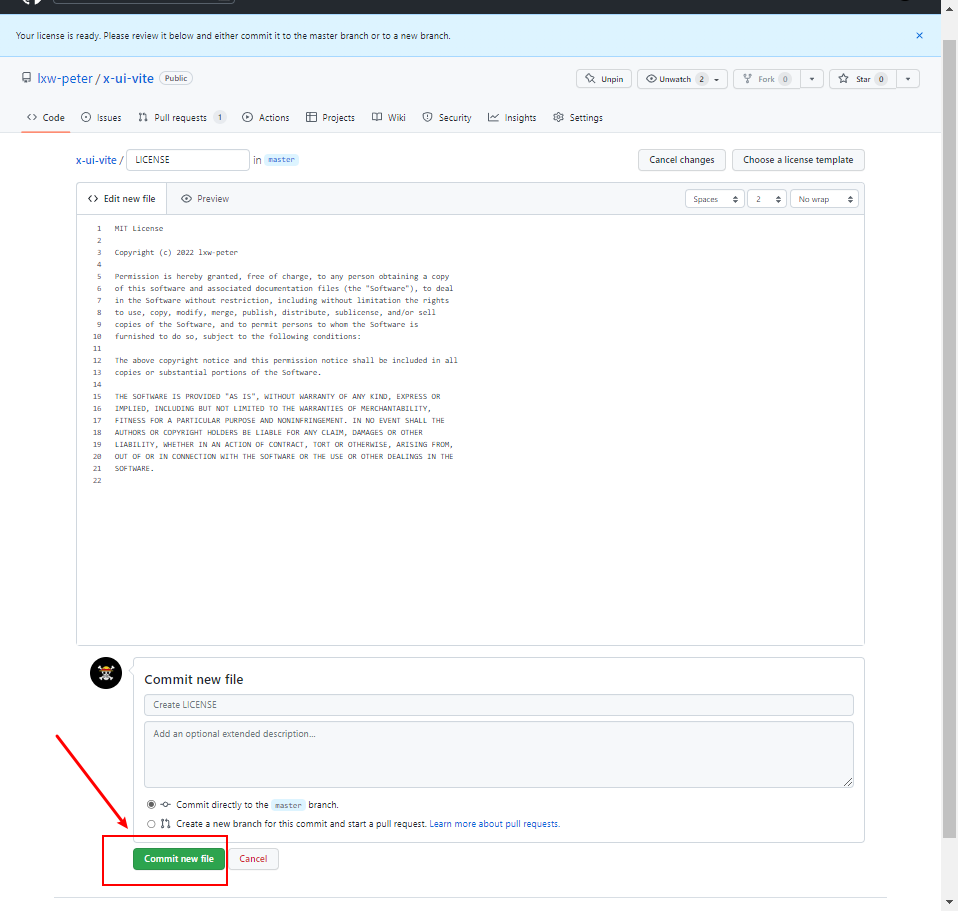 Your license is ready. Please review it below and either commit it to the master branch or to a new branch.
lxw-peter / x-ui-vite Public Unpin Unwatch 2 Fork 0 Star 0
Code Issues Pull requests 1 Actions Projects Wiki Security Insights Settings
x-ui-vite / LICENSE in master Cancel changes Choose a license template
Edit new file Preview Spaces 2 No wrap
1 MIT License
2
3 Copyright (c) 2022 lxw-peter
4
5 Permission is hereby granted, free of charge, to any person obtaining a copy
6 of this software and associated documentation files (the "Software"), to deal
7 in the Software without restriction, including without limitation the rights
8 to use, copy, modify, merge, publish, distribute, sublicense, and/or sell
9 copies of the Software, and to permit persons to whom the Software is
10 furnished to do so, subject to the following conditions:
11
12 The above copyright notice and this permission notice shall be included in all
13 copies or substantial portions of the Software.
14
15 THE SOFTWARE IS PROVIDED "AS IS", WITHOUT WARRANTY OF ANY KIND, EXPRESS OR
16 IMPLIED, INCLUDING BUT NOT LIMITED TO THE WARRANTIES OF MERCHANTABILITY,
17 FITNESS FOR A PARTICULAR PURPOSE AND NONINFRINGEMENT. IN NO EVENT SHALL THE
18 AUTHORS OR COPYRIGHT HOLDERS BE LIABLE FOR ANY CLAIM, DAMAGES OR OTHER
19 LIABILITY, WHETHER IN AN ACTION OF CONTRACT, TORT OR OTHERWISE, ARISING FROM,
20 OUT OF OR IN CONNECTION WITH THE SOFTWARE OR THE USE OR OTHER DEALINGS IN THE
21 SOFTWARE.
22
Commit new file
Create LICENSE
Add an optional extended description...
Commit directly to the master branch.
Create a new branch for this commit and start a pull request. Learn more about pull requests.
Commit new file Cancel